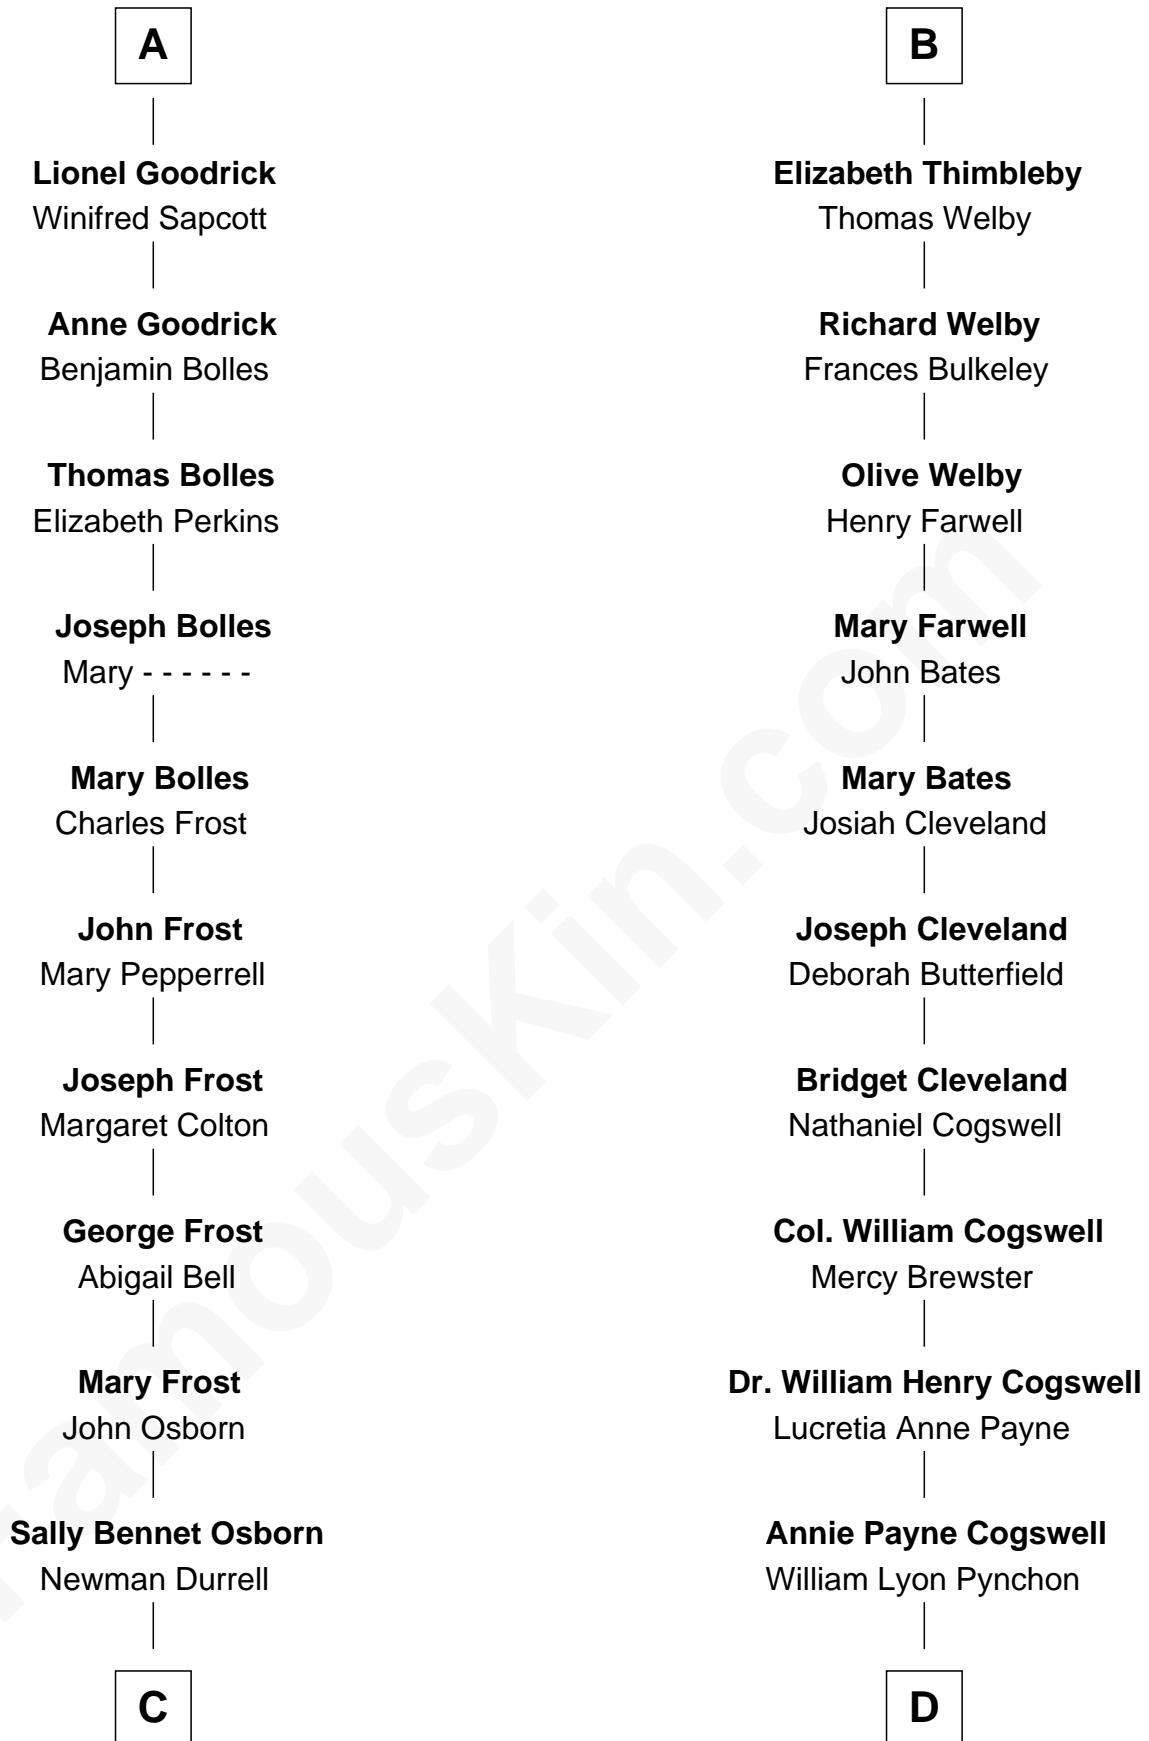 A
Lionel Goodrick
Winifred Sapcott
Anne Goodrick
Benjamin Bolles
Thomas Bolles
Elizabeth Perkins
Joseph Bolles
Mary - - - - - -
Mary Bolles
Charles Frost
John Frost
Mary Pepperrell
Joseph Frost
Margaret Colton
George Frost
Abigail Bell
Mary Frost
John Osborn
Sally Bennet Osborn
Newman Durrell
C
B
Elizabeth Thimbleby
Thomas Welby
Richard Welby
Frances Bulkeley
Olive Welby
Henry Farwell
Mary Farwell
John Bates
Mary Bates
Josiah Cleveland
Joseph Cleveland
Deborah Butterfield
Bridget Cleveland
Nathaniel Cogswell
Col. William Cogswell
Mercy Brewster
Dr. William Henry Cogswell
Lucretia Anne Payne
Annie Payne Cogswell
William Lyon Pynchon
D
FamousKin.com